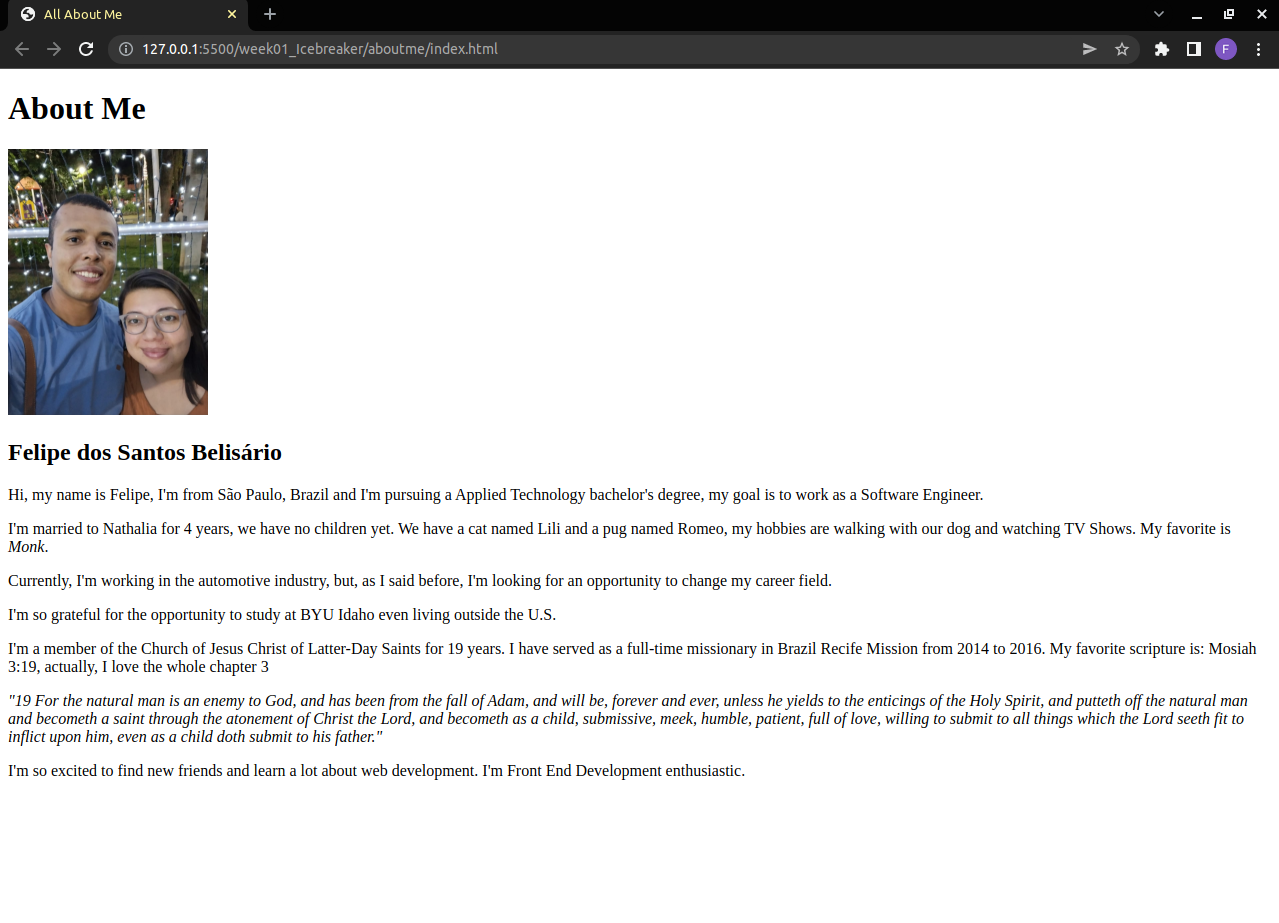 All About Me
127.0.0.1:5500/week01_Icebreaker/aboutme/index.html
F
About Me
Felipe dos Santos Belisário
Hi, my name is Felipe, I'm from São Paulo, Brazil and I'm pursuing a Applied Technology bachelor's degree, my goal is to work as a Software Engineer.
I'm married to Nathalia for 4 years, we have no children yet. We have a cat named Lili and a pug named Romeo, my hobbies are walking with our dog and watching TV Shows. My favorite is
Monk.
Currently, I'm working in the automotive industry, but, as I said before, I'm looking for an opportunity to change my career field.
I'm so grateful for the opportunity to study at BYU Idaho even living outside the U.S.
I'm a member of the Church of Jesus Christ of Latter-Day Saints for 19 years. I have served as a full-time missionary in Brazil Recife Mission from 2014 to 2016. My favorite scripture is: Mosiah
3:19, actually, I love the whole chapter 3
"19 For the natural man is an enemy to God, and has been from the fall of Adam, and will be, forever and ever, unless he yields to the enticings of the Holy Spirit, and putteth off the natural man
and becometh a saint through the atonement of Christ the Lord, and becometh as a child, submissive, meek, humble, patient, full of love, willing to submit to all things which the Lord seeth fit to
inflict upon him, even as a child doth submit to his father."
I'm so excited to find new friends and learn a lot about web development. I'm Front End Development enthusiastic.